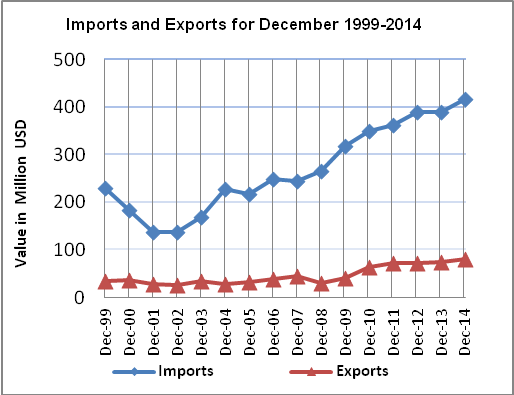 Imports and Exports for December 1999-2014
Value in Million USD
500
400
300
200
100
0
Dec-99
Dec-00
Dec-01
Dec-02
Dec-03
Dec-04
Dec-05
Dec-06
Dec-07
Dec-08
Dec-09
Dec-10
Dec-11
Dec-12
Dec-13
Dec-14
Imports
Exports